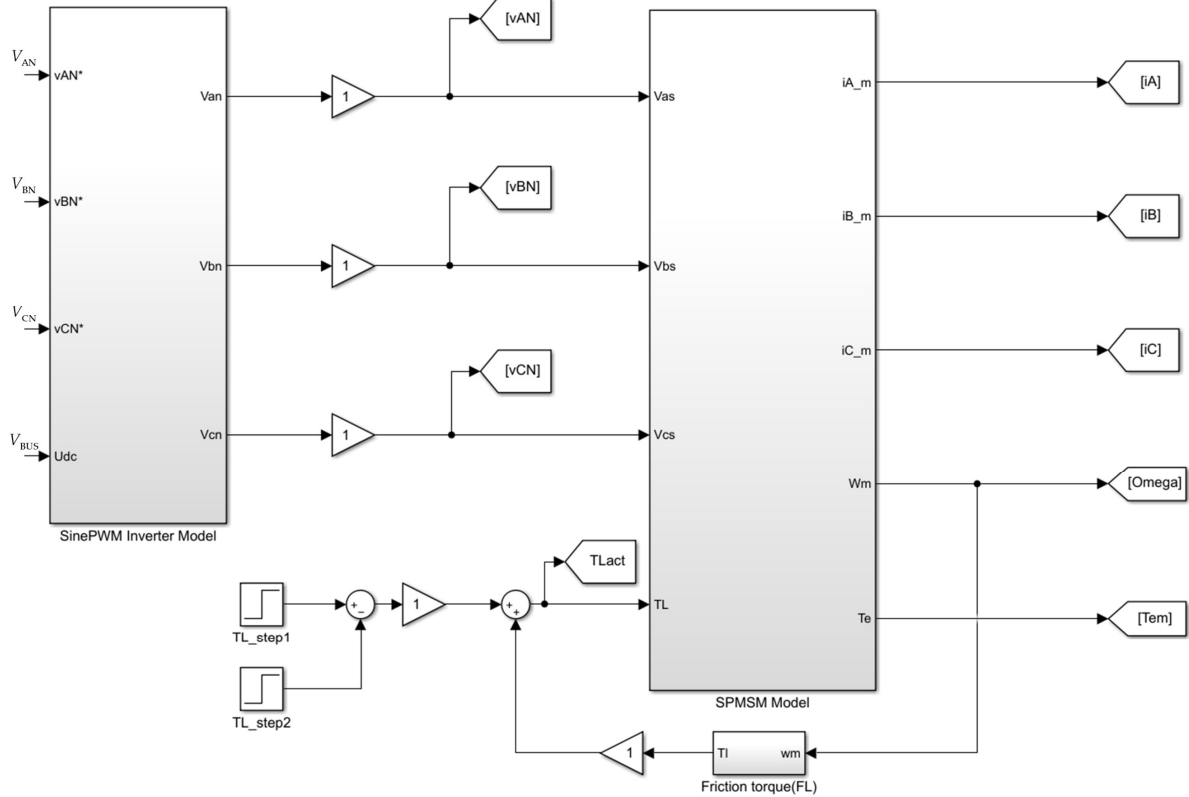 [vAN]
V_AN
vAN*
iA_m
[iA]
Van
1
Vas
V_BN
vBN*
[vBN]
iB_m
[iB]
Vbn
1
Vbs
V_CN
vCN*
iC_m
[iC]
[vCN]
V_BUS
Udc
Vcn
1
Vcs
Wm
[Omega]
SinePWM Inverter Model
TLact
TL_step1
+
−
1
+
+
TL
Te
[Tem]
TL_step2
SPMSM Model
1
Tl
wm
Friction torque(FL)